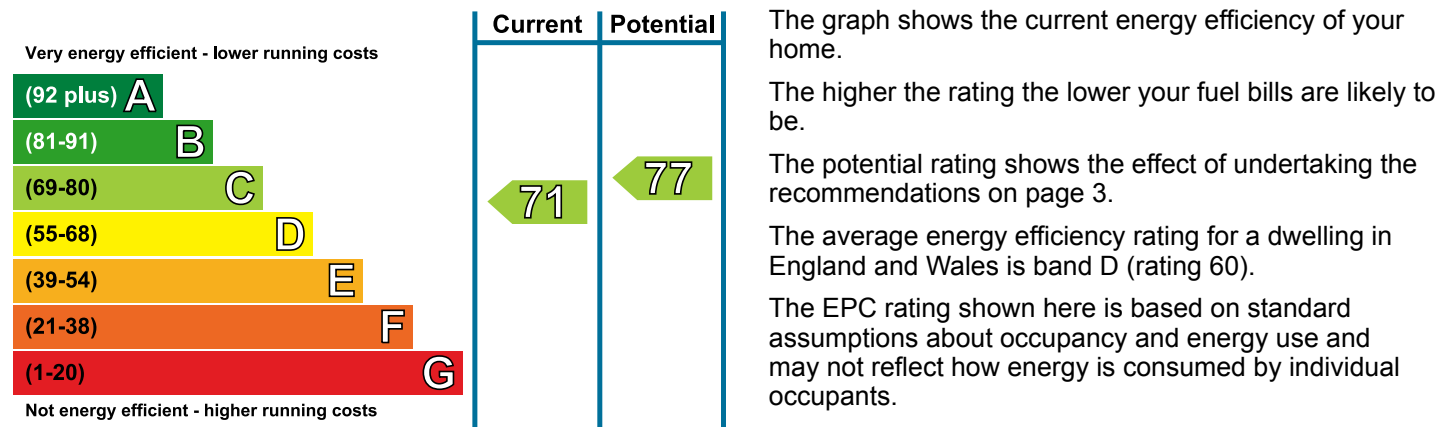 Current Potential
Very energy efficient - lower running costs
(92 plus) A
(81-91) B
(69-80) C
(55-68) D
(39-54) E
(21-38) F
(1-20) G
Not energy efficient - higher running costs
71
77
The graph shows the current energy efficiency of your
home.
The higher the rating the lower your fuel bills are likely to
be.
The potential rating shows the effect of undertaking the
recommendations on page 3.
The average energy efficiency rating for a dwelling in
England and Wales is band D (rating 60).
The EPC rating shown here is based on standard
assumptions about occupancy and energy use and
may not reflect how energy is consumed by individual
occupants.